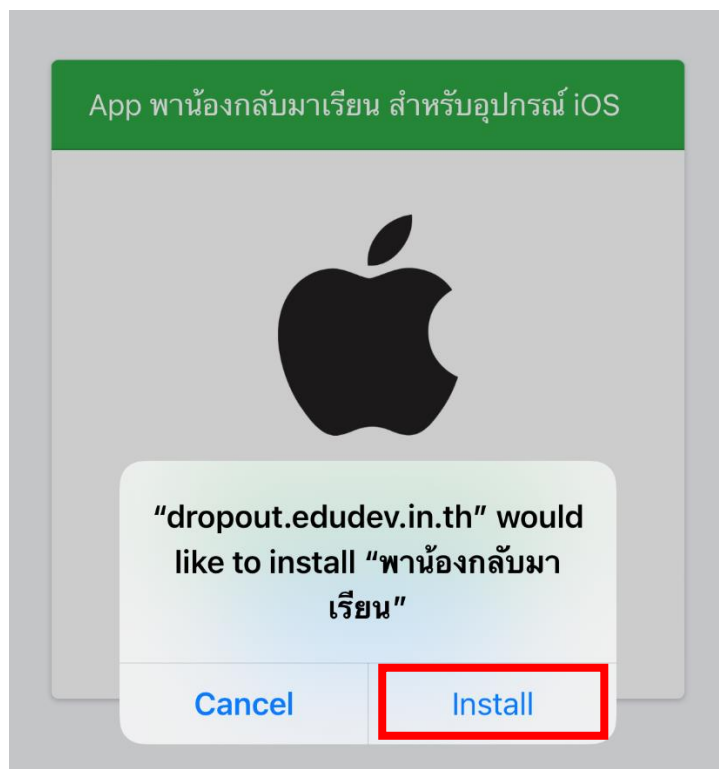 App พาน้องกลับมาเรียน สำหรับอุปกรณ์ iOS
“dropout.edudev.in.th” would
like to install “พาน้องกลับมา
เรียน”
Cancel Install